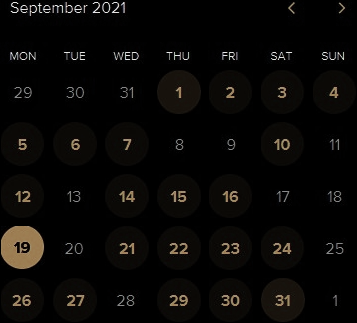 September 2021
MON TUE WED THU FRI SAT SUN
29 30 31 1 2 3 4
5 6 7 8 9 10 11
12 13 14 15 16 17 18
19 20 21 22 23 24 25
26 27 28 29 30 31 1